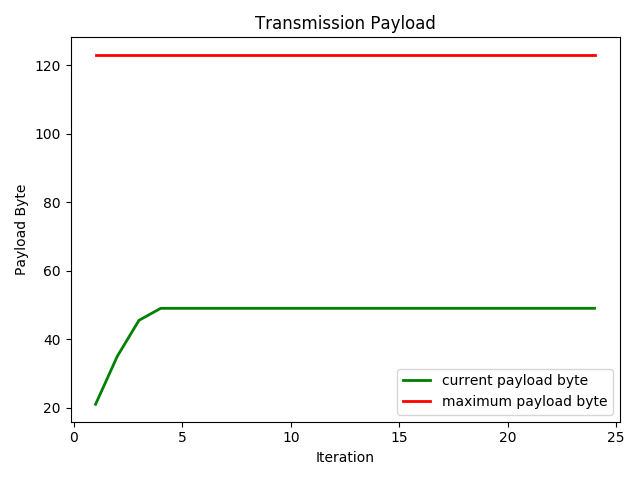 Transmission Payload
120
100
80
60
40
20
Payload Byte
0
5
10
15
20
25
Iteration
current payload byte
maximum payload byte